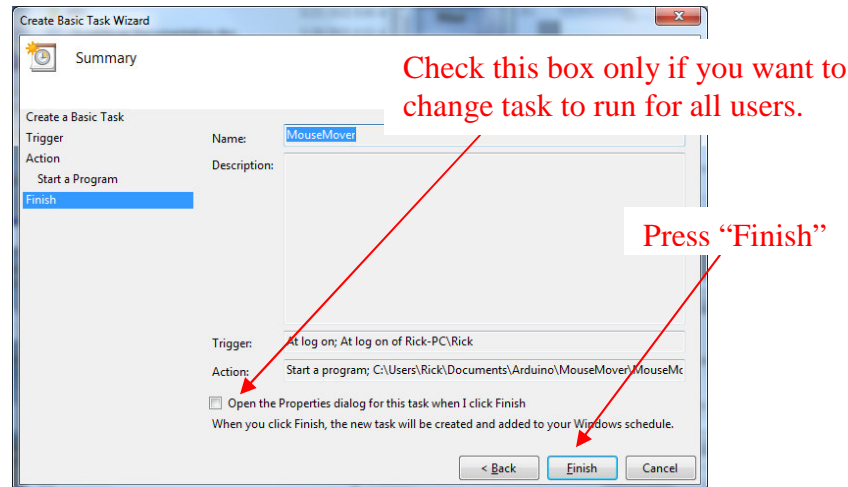 Create Basic Task Wizard
Summary
Check this box only if you want to
change task to run for all users.
Create a Basic Task
Trigger
Action
Start a Program
Finish
Name:
MouseMover
Description:
Press “Finish”
Trigger:
At log on; At log on of Rick-PC\Rick
Action:
Start a program; C:\Users\Rick\Documents\Arduino\MouseMover\MouseMc
Open the Properties dialog for this task when I click Finish
When you click Finish, the new task will be created and added to your Windows schedule.
< Back
Finish
Cancel